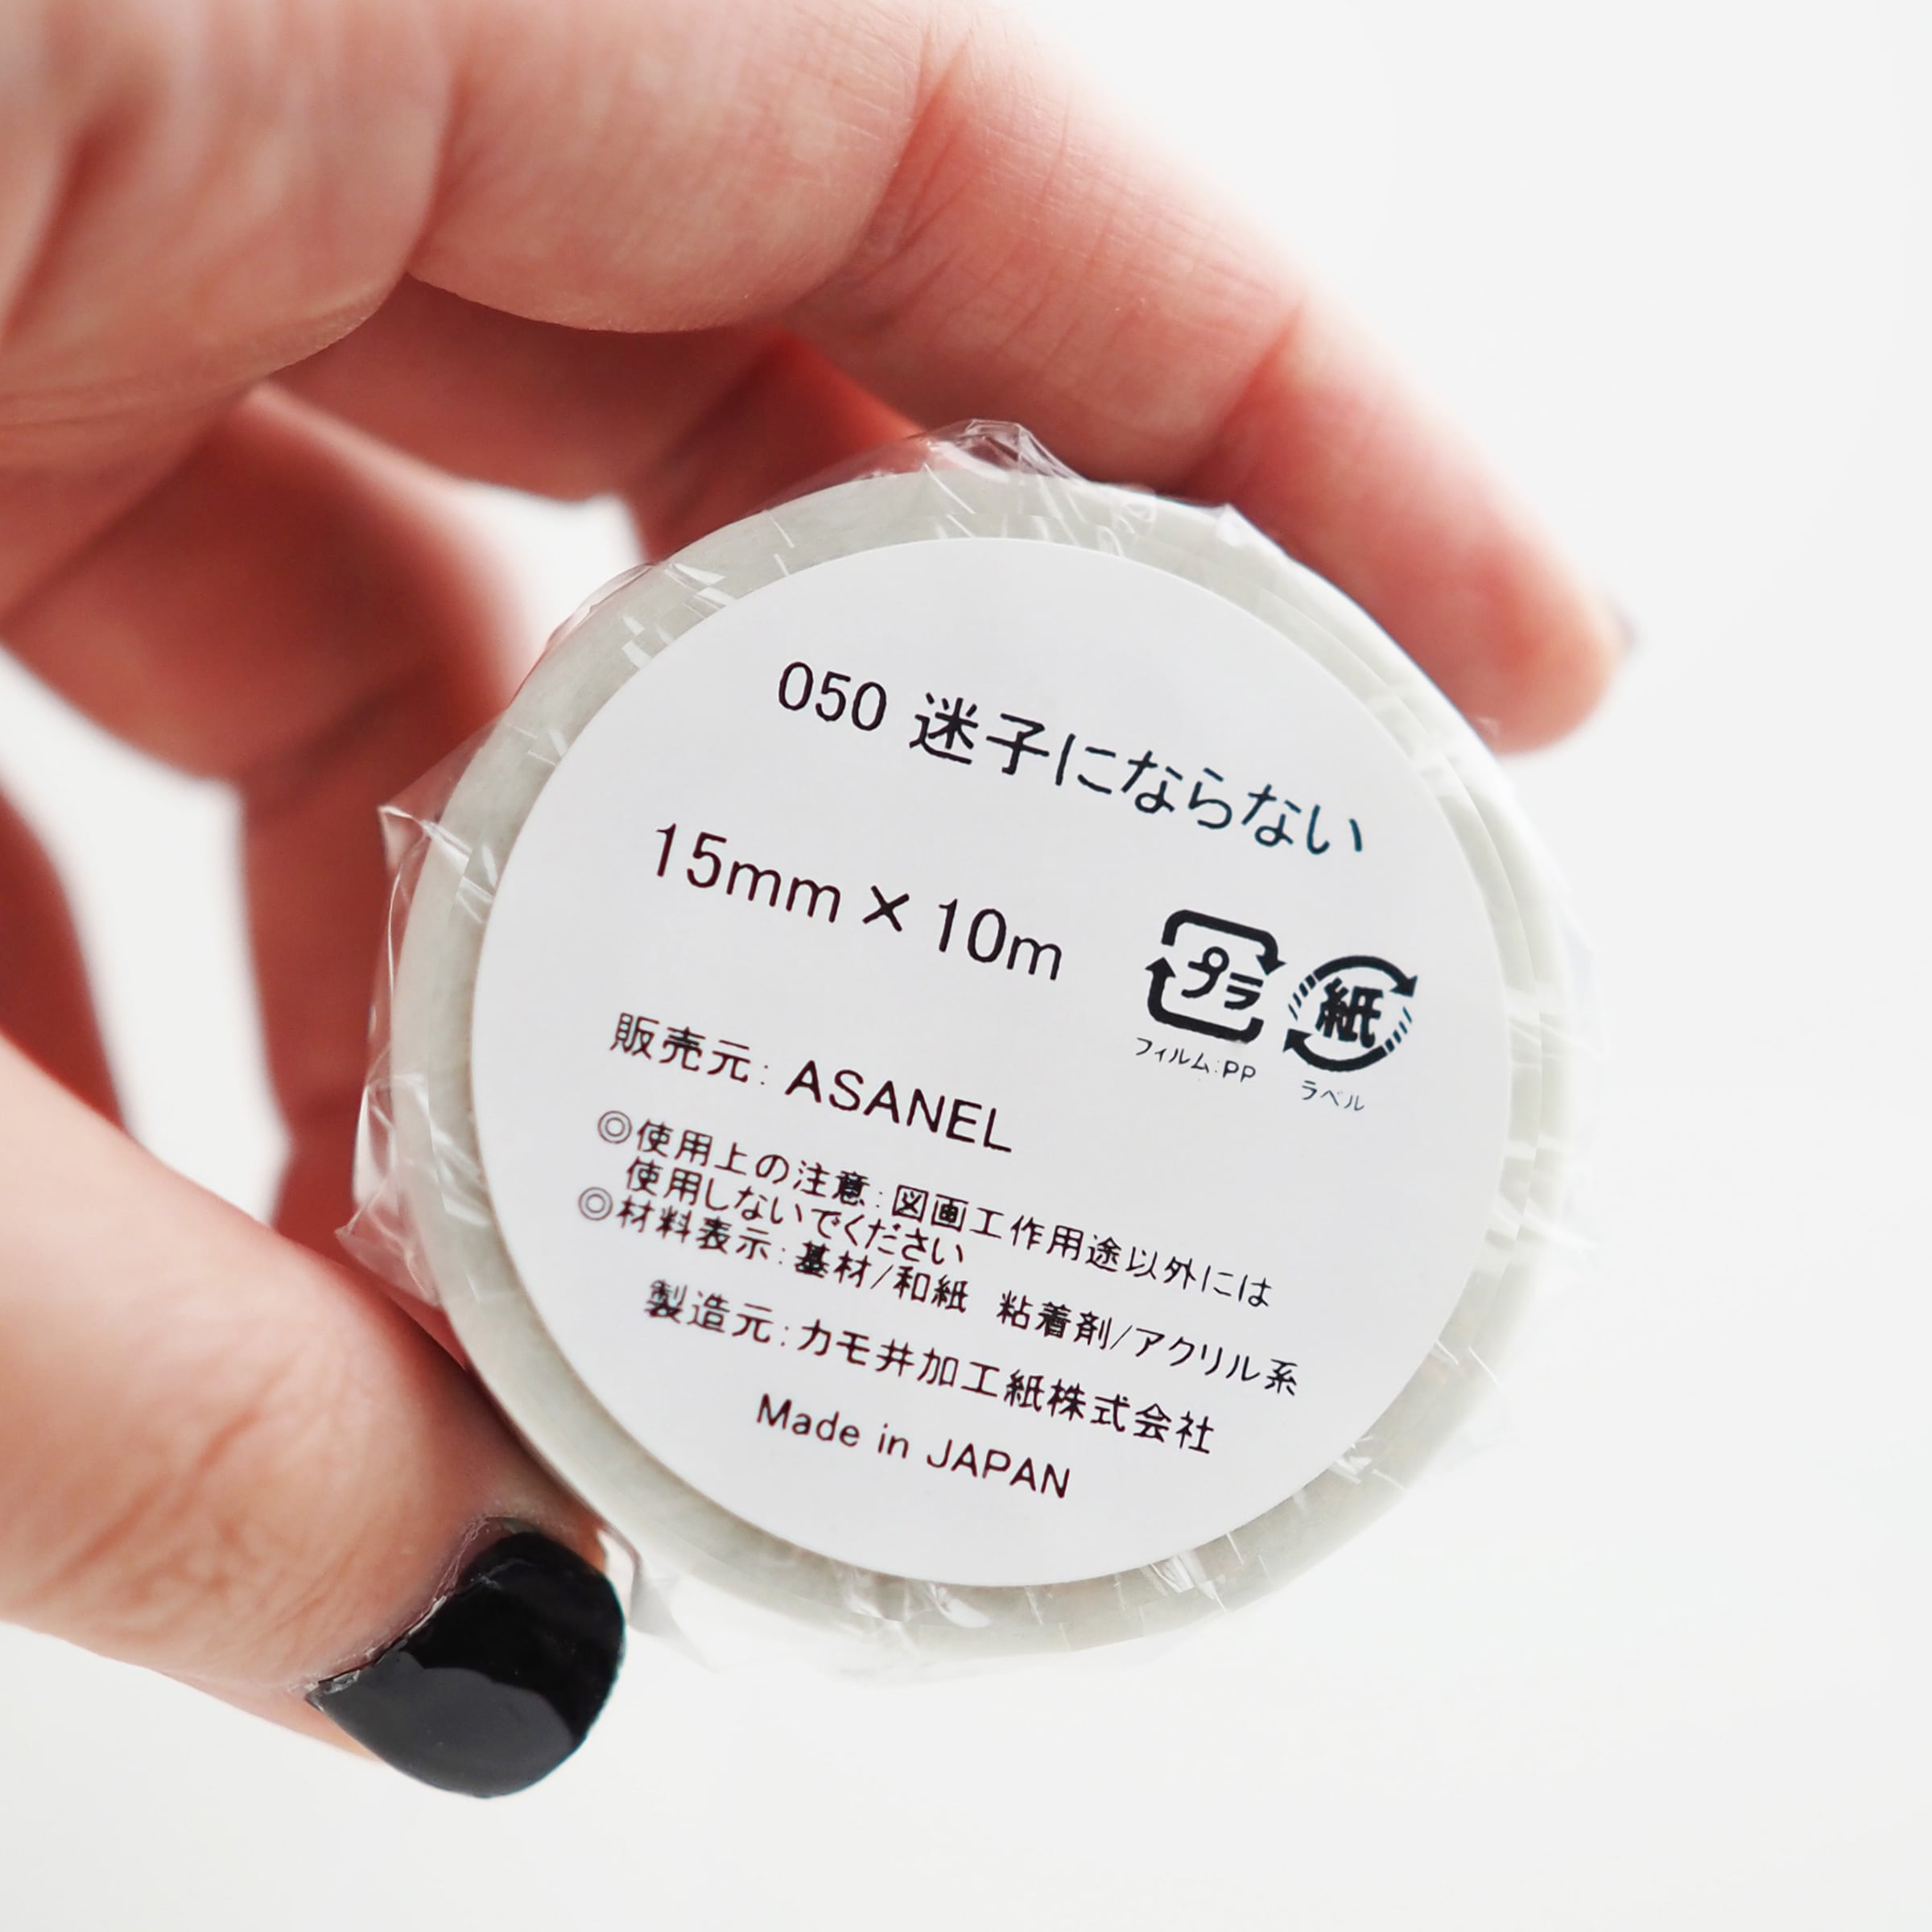 050 迷子にならない
15mm × 10m
プラ
紙
フィルム:PP
ラベル
販売元: ASANEL
◎使用上の注意:図画工作用途以外には
使用しないでください
◎材料表示:基材/和紙 粘着剤/アクリル系
製造元:カモ井加工紙株式会社
Made in JAPAN